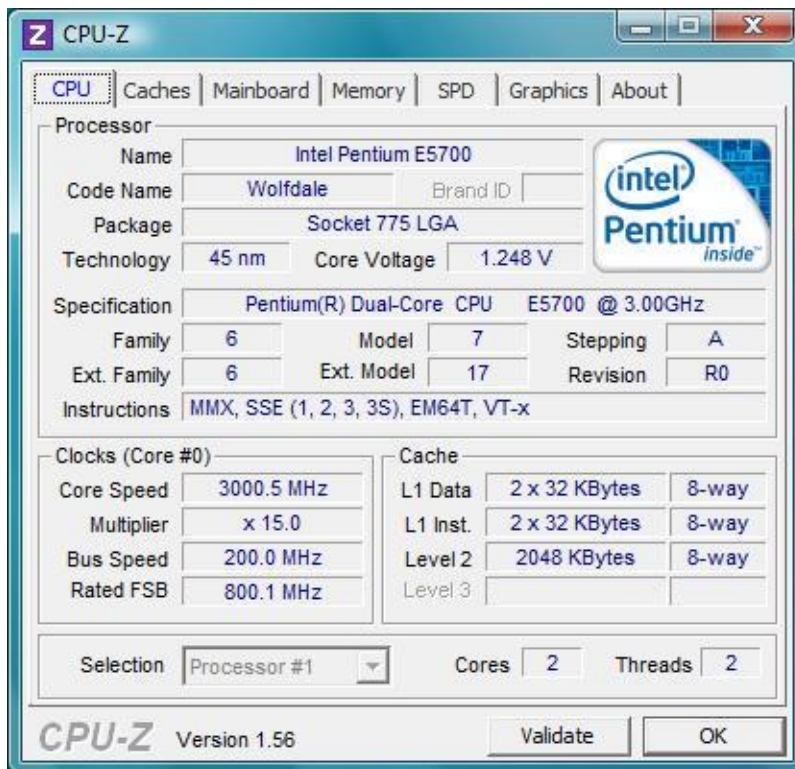 CPU-Z
CPU Caches Mainboard Memory SPD Graphics About
Processor
Name Intel Pentium E5700
Code Name Wolfdale Brand ID
Package Socket 775 LGA
Technology 45 nm Core Voltage 1.248 V
intel
Pentium
inside™
Specification Pentium(R) Dual-Core CPU E5700 @ 3.00GHz
Family 6 Model 7 Stepping A
Ext. Family 6 Ext. Model 17 Revision R0
Instructions MMX, SSE (1, 2, 3, 3S), EM64T, VT-x
Clocks (Core #0)
Core Speed 3000.5 MHz
Multiplier x 15.0
Bus Speed 200.0 MHz
Rated FSB 800.1 MHz
Cache
L1 Data 2 x 32 KBytes 8-way
L1 Inst. 2 x 32 KBytes 8-way
Level 2 2048 KBytes 8-way
Level 3
Selection Processor #1 Cores 2 Threads 2
CPU-Z Version 1.56 Validate OK